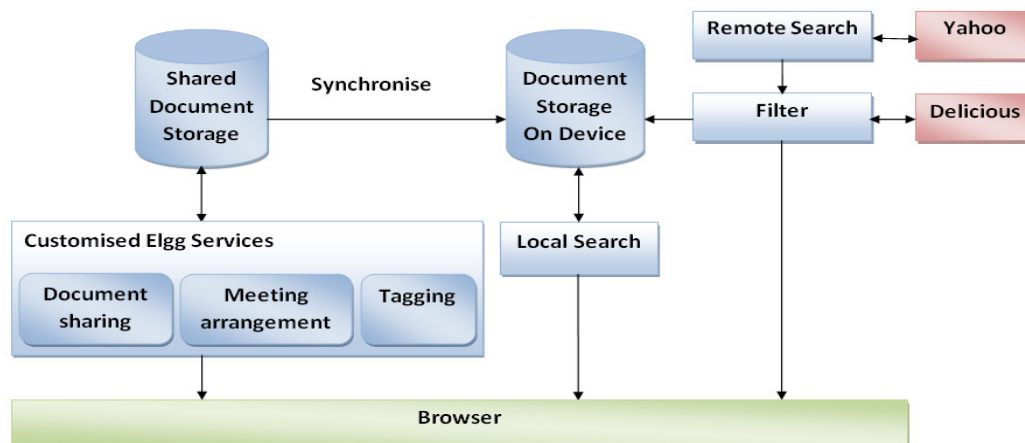 Shared
Document
Storage
Synchronise
Document
Storage
On Device
Remote Search
Yahoo
Filter
Delicious
Customised Elgg Services
Document
sharing
Meeting
arrangement
Tagging
Local Search
Browser